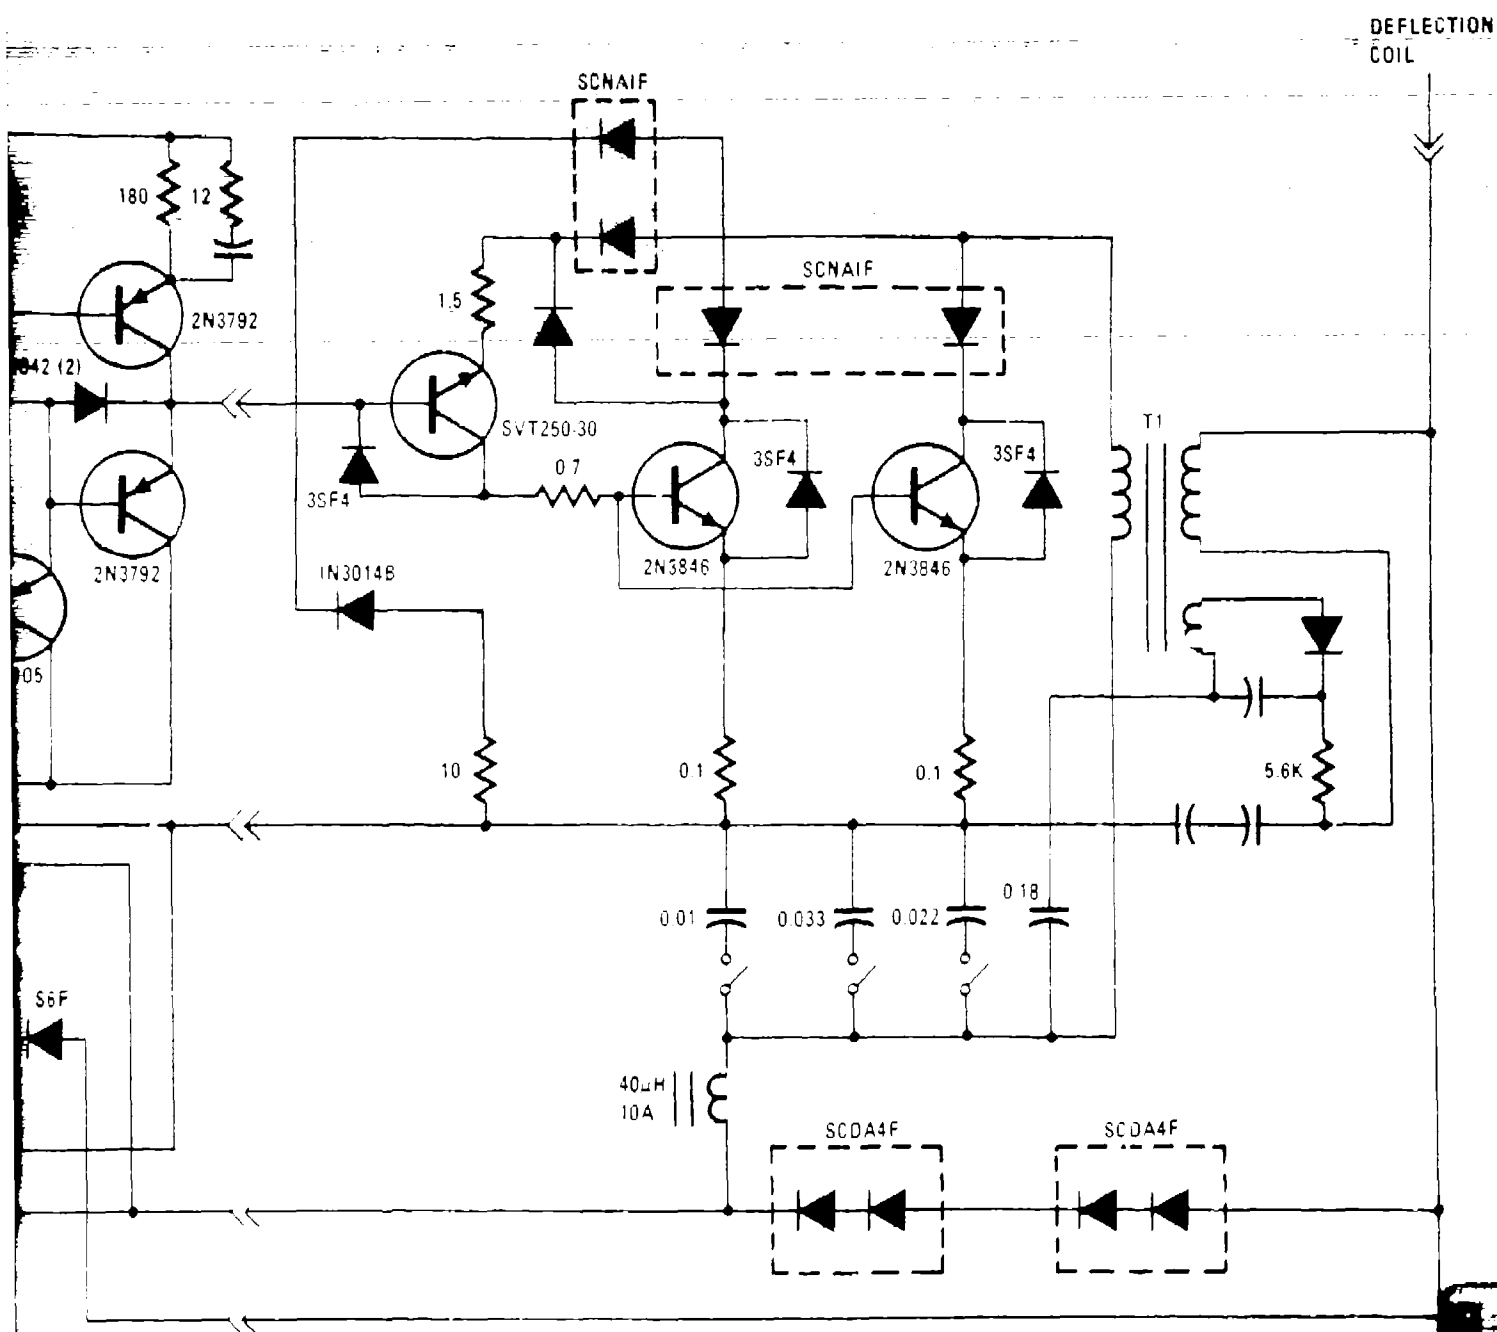 DEFLECTION
COIL
SCNAIF
180
12
SCNAIF
1.5
2N3792
42 (2)
SVT250-30
T1
0.7
3SF4
3SF4
3SF4
2N3792
IN3014B
2N3846
2N3846
05
10
0.1
0.1
5.6K
0.01
0.033
0.022
0.18
S6F
40µH
10A
SCDA4F
SCDA4F